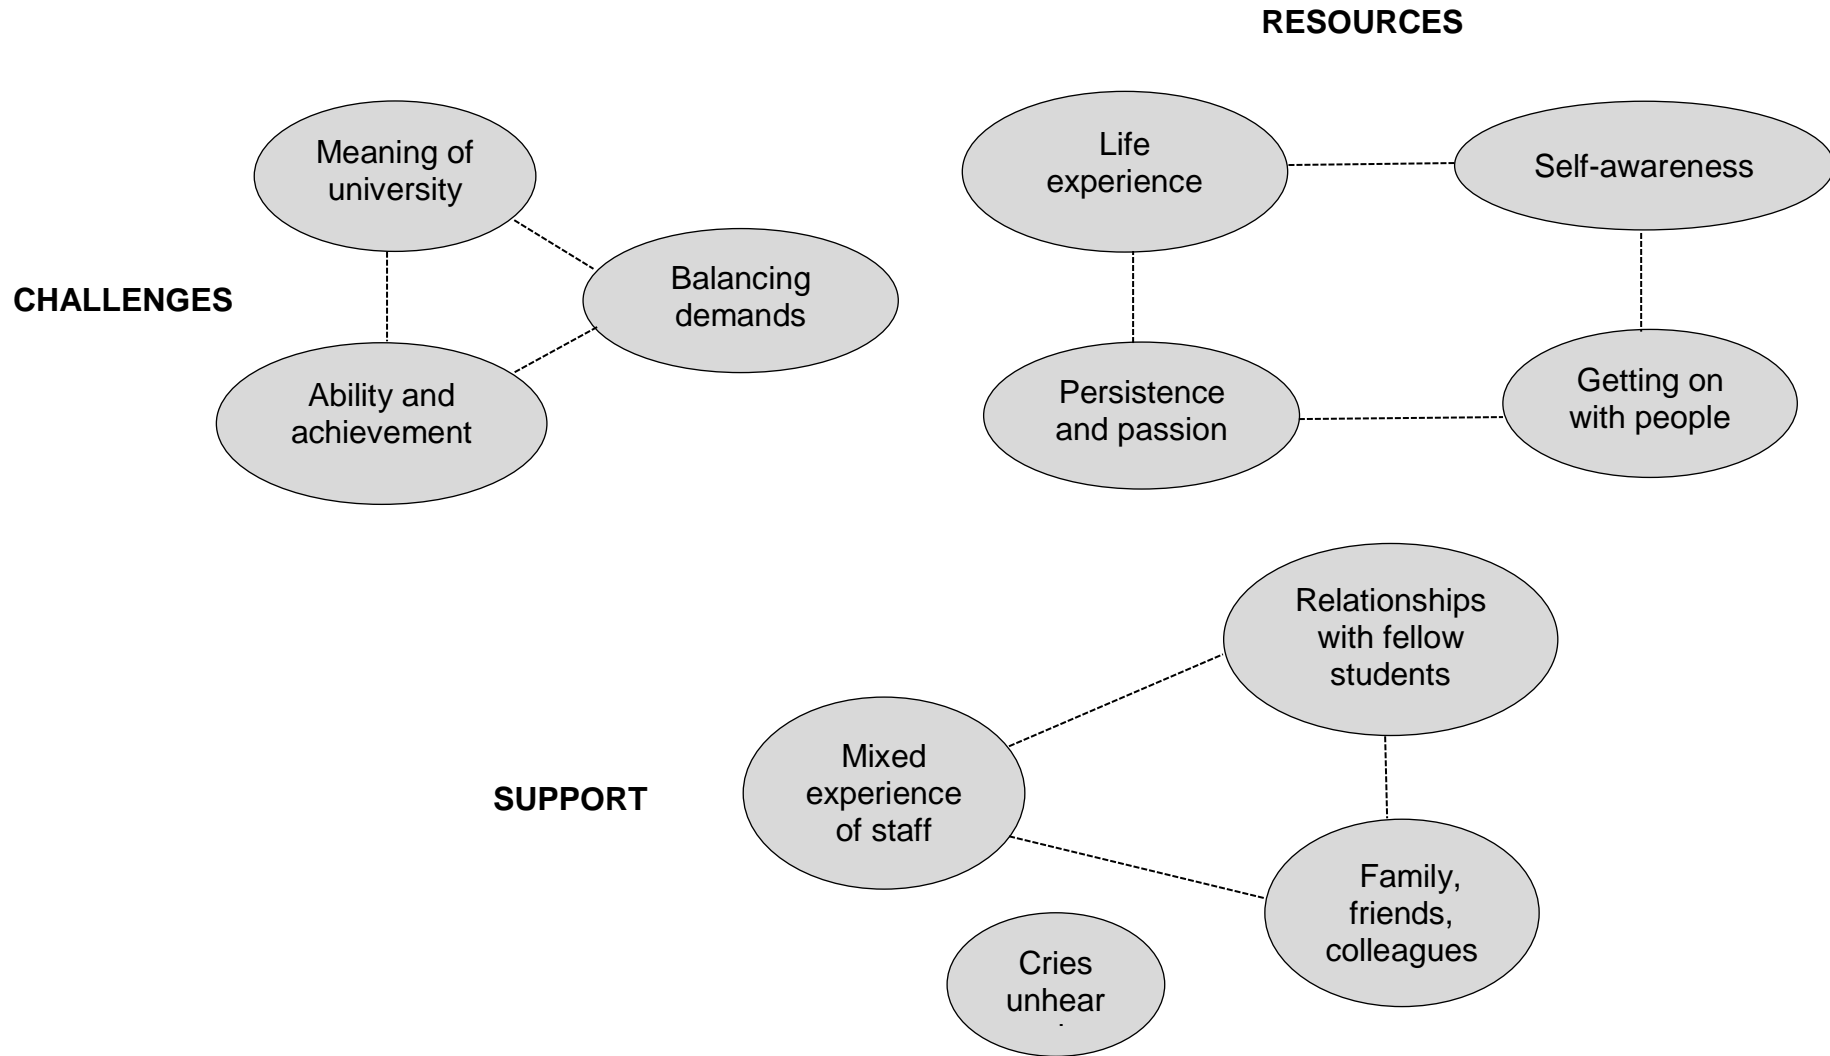 RESOURCES
Meaning of
university
Life
experience
Self-awareness
CHALLENGES
Balancing
demands
Ability and
achievement
Persistence
and passion
Getting on
with people
Relationships
with fellow
students
SUPPORT
Mixed
experience
of staff
Family,
friends,
colleagues
Cries
unhear